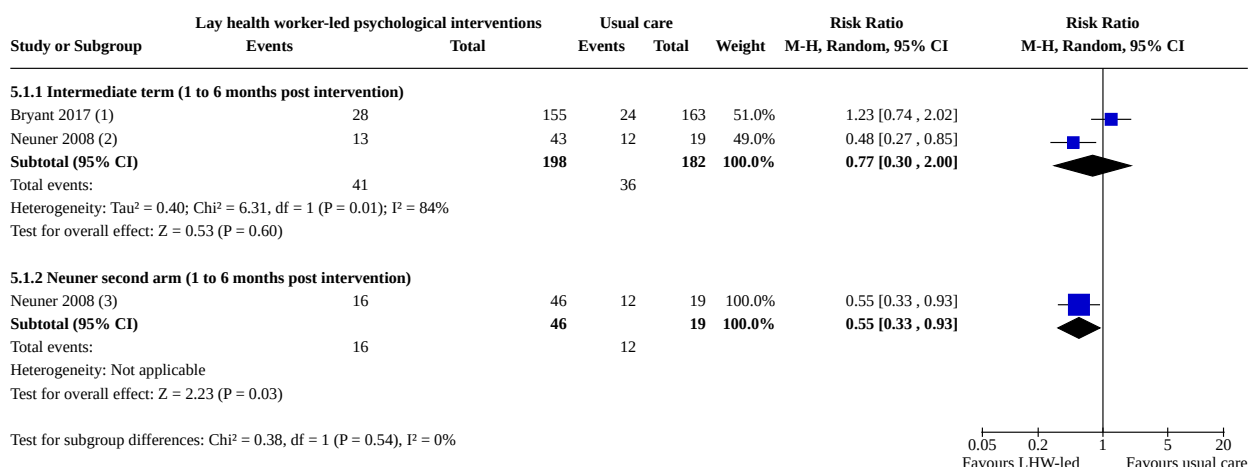 Lay health worker-led psychological interventions Usual care Risk Ratio Risk Ratio
Study or Subgroup Events Total Events Total Weight M-H, Random, 95% CI M-H, Random, 95% CI
5.1.1 Intermediate term (1 to 6 months post intervention)
Bryant 2017 (1) 28 155 24 163 51.0% 1.23 [0.74 , 2.02]
Neuner 2008 (2) 13 43 12 19 49.0% 0.48 [0.27 , 0.85]
Subtotal (95% CI) 198 182 100.0% 0.77 [0.30 , 2.00]
Total events: 41 36
Heterogeneity: Tau² = 0.40; Chi² = 6.31, df = 1 (P = 0.01); I² = 84%
Test for overall effect: Z = 0.53 (P = 0.60)
5.1.2 Neuner second arm (1 to 6 months post intervention)
Neuner 2008 (3) 16 46 12 19 100.0% 0.55 [0.33 , 0.93]
Subtotal (95% CI) 46 19 100.0% 0.55 [0.33 , 0.93]
Total events: 16 12
Heterogeneity: Not applicable
Test for overall effect: Z = 2.23 (P = 0.03)
Test for subgroup differences: Chi² = 0.38, df = 1 (P = 0.54), I² = 0%
0.05 0.2 1 5 20
Favours LHW-led Favours usual care